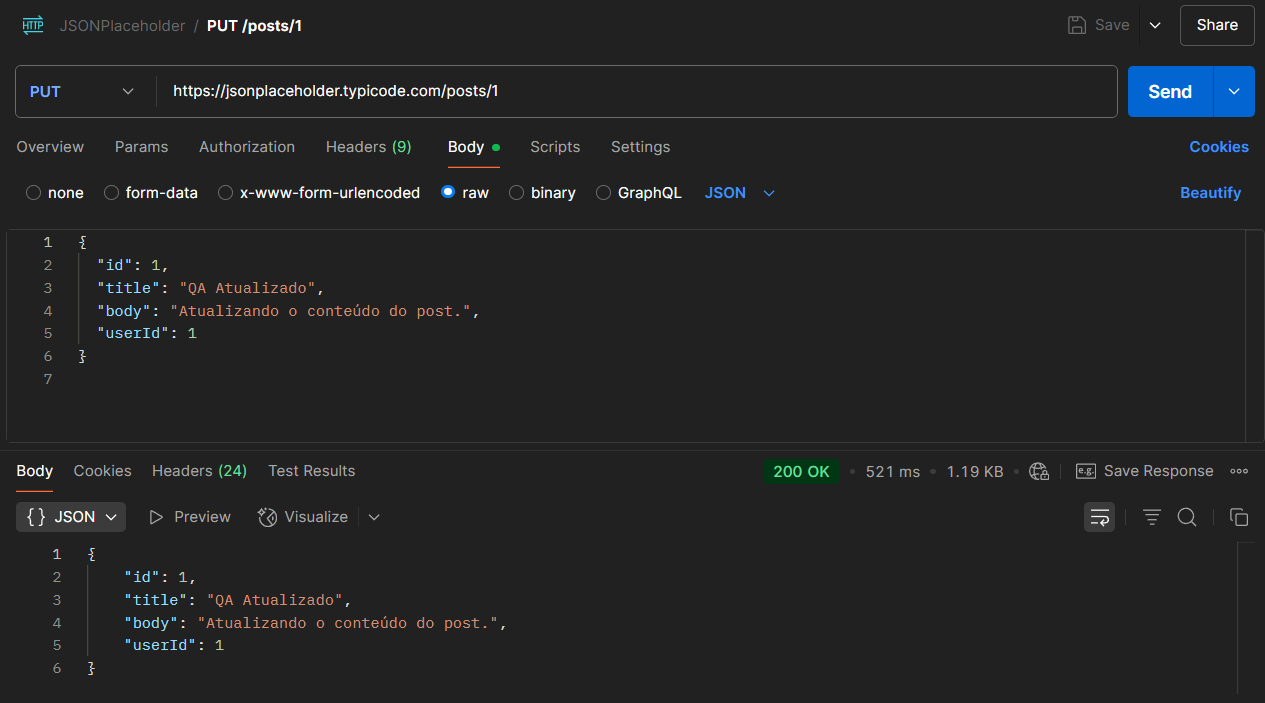 HTTP JSONPlaceholder / PUT /posts/1 Save Share
PUT https://jsonplaceholder.typicode.com/posts/1 Send
Overview Params Authorization Headers (9) Body Scripts Settings Cookies
none form-data x-www-form-urlencoded raw binary GraphQL JSON Beautify
1 {
2 "id": 1,
3 "title": "QA Atualizado",
4 "body": "Atualizando o conteúdo do post.",
5 "userId": 1
6 }
7
Body Cookies Headers (24) Test Results 200 OK • 521 ms • 1.19 KB • e.g. Save Response
{} JSON Preview Visualize
1 {
2 "id": 1,
3 "title": "QA Atualizado",
4 "body": "Atualizando o conteúdo do post.",
5 "userId": 1
6 }